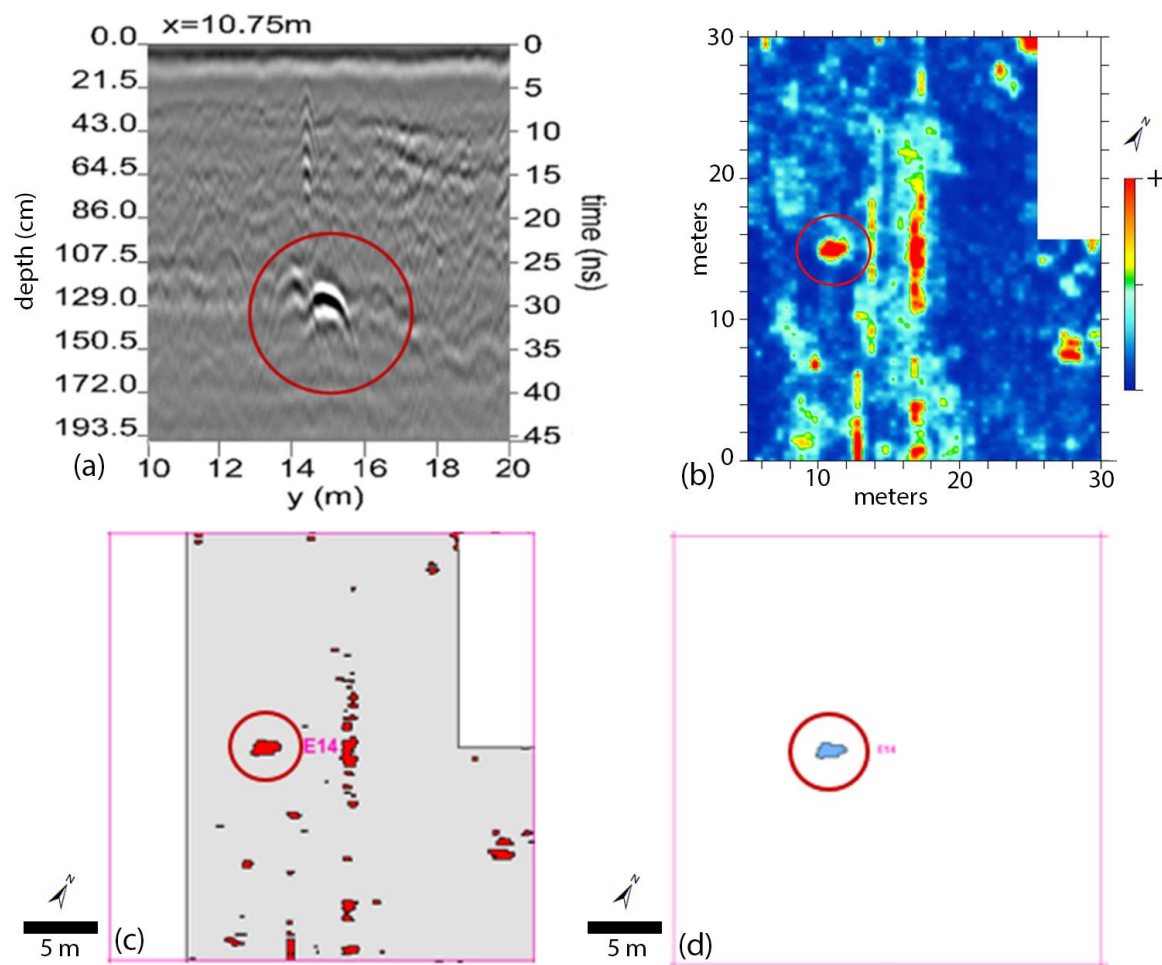 x=10.75m
0.0
21.5
43.0
64.5
86.0
107.5
129.0
150.5
172.0
193.5
depth (cm)
0
5
10
15
20
25
30
35
40
45
time (ns)
10 12 14 16 18 20
y (m)
(a)
30
20
10
0
meters
10 20 30
meters
(b)
N
+
-
E14
N
5 m
(c)
E14
N
5 m
(d)